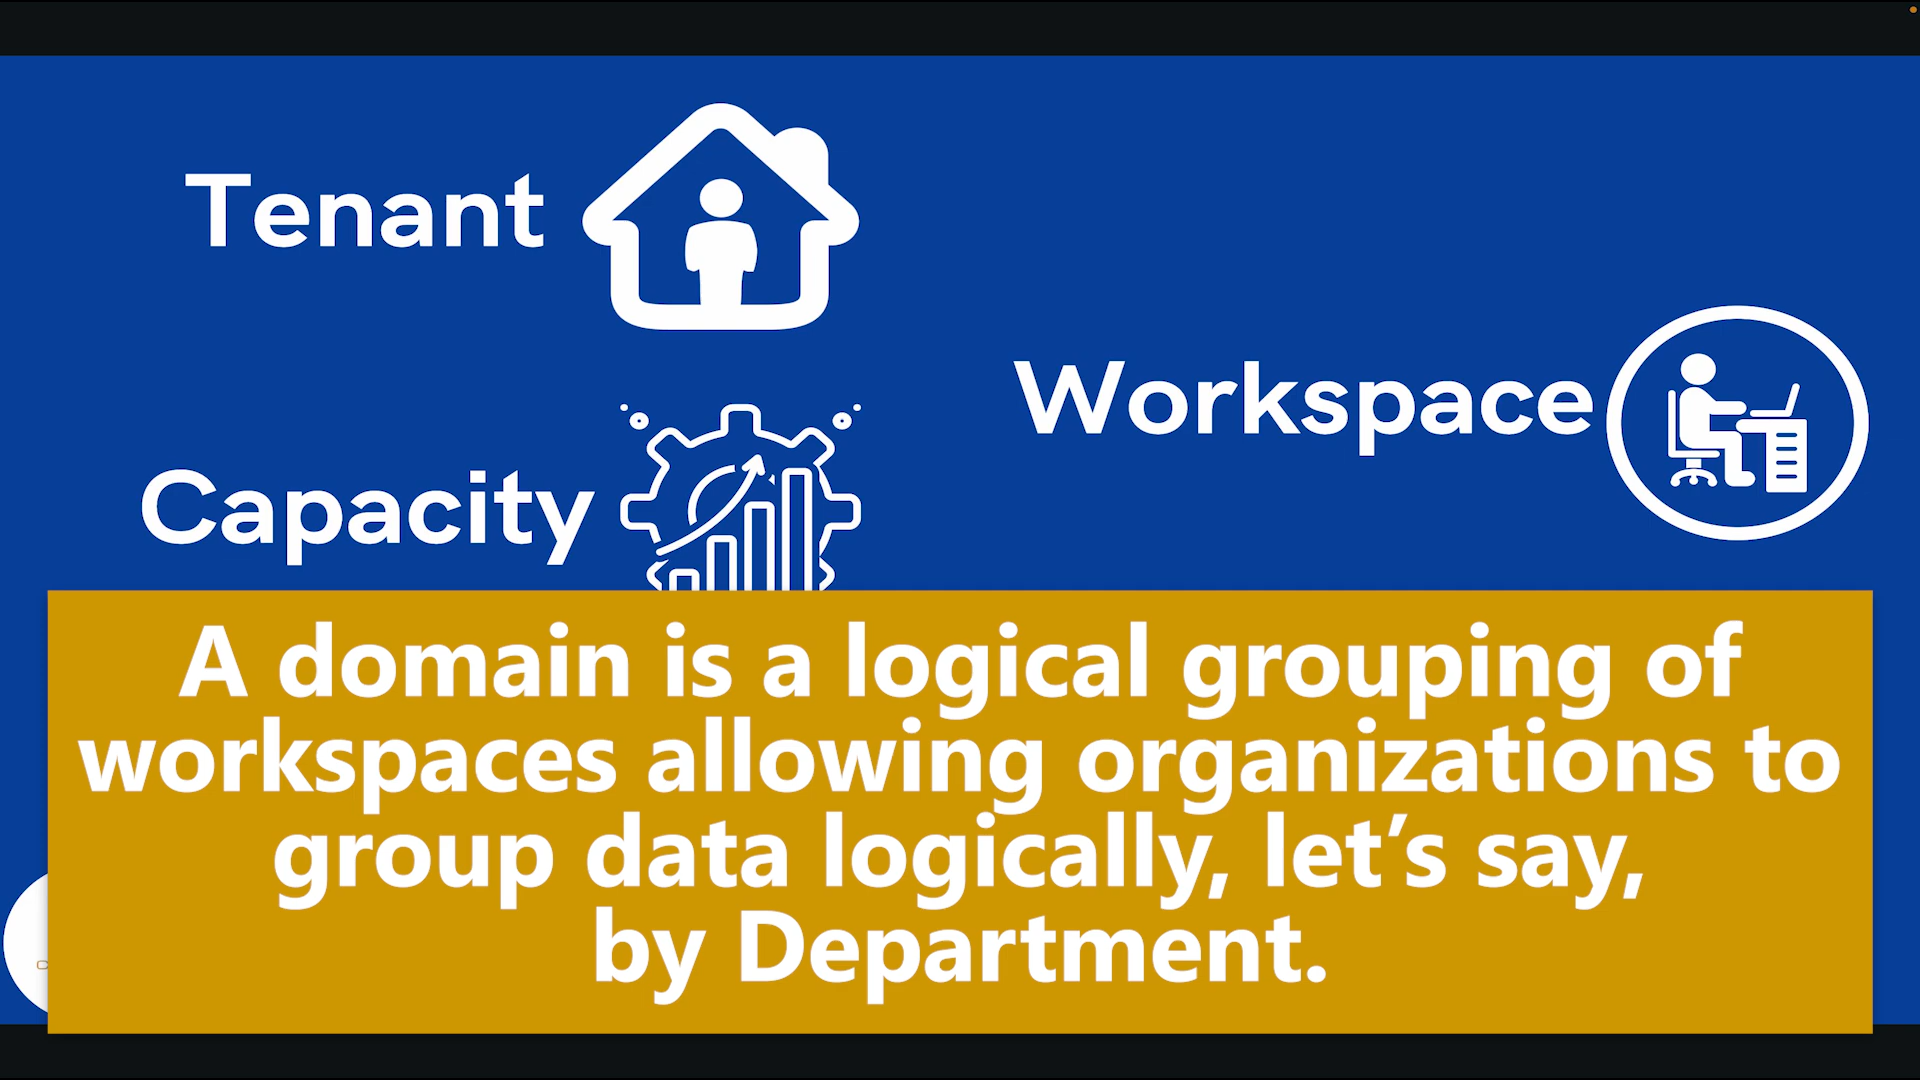 Tenant
Workspace
Capacity
A domain is a logical grouping of
workspaces allowing organizations to
group data logically, let’s say,
by Department.